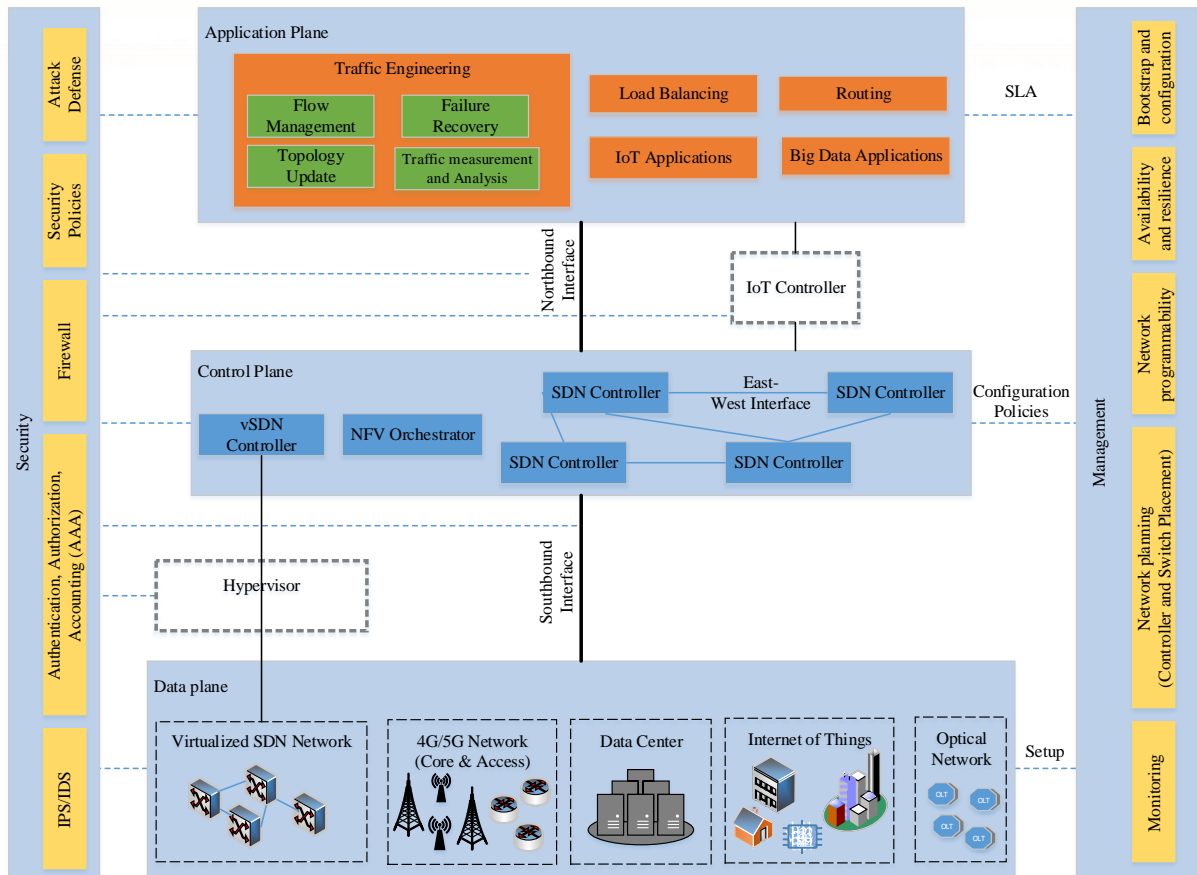 Security
Attack
Defense
Security
Policies
Firewall
Authentication, Authorization,
Accounting (AAA)
IPS/IDS
Application Plane
Traffic Engineering
Flow
Management
Failure
Recovery
Topology
Update
Traffic measurement
and Analysis
Load Balancing
Routing
IoT Applications
Big Data Applications
SLA
Northbound
Interface
IoT Controller
Control Plane
vSDN
Controller
NFV Orchestrator
SDN Controller
East-
West Interface
SDN Controller
SDN Controller
SDN Controller
Configuration
Policies
Hypervisor
Southbound
Interface
Data plane
Virtualized SDN Network
4G/5G Network
(Core & Access)
Data Center
Internet of Things
Optical
Network
OLT
OLT
OLT
OLT
Setup
Management
Bootstrap and
configuration
Availability
and resilience
Network
programmability
Network planning
(Controller and Switch Placement)
Monitoring